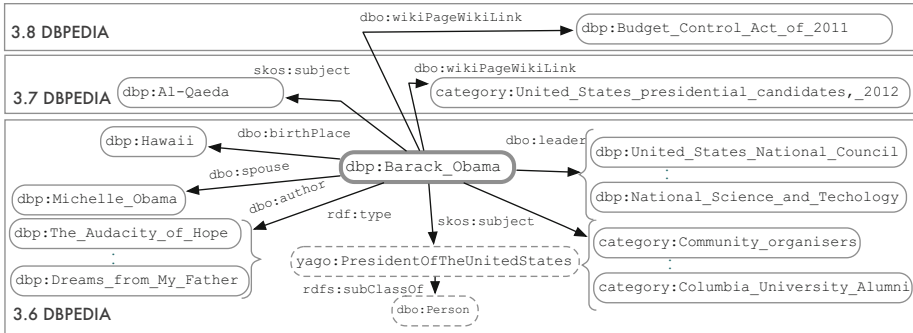 dbo:wikiPageWikiLink
3.8 DBPEDIA
dbp:Budget_Control_Act_of_2011
skos:subject
dbo:wikiPageWikiLink
3.7 DBPEDIA
dbp:Al-Qaeda
category:United_States_presidential_candidates,_2012
dbp:Hawaii
dbo:birthPlace
dbo:leader
dbp:United_States_National_Council
:
dbp:Barack_Obama
dbo:spouse
dbp:Michelle_Obama
dbo:author
dbp:National_Science_and_Techology
rdf:type
skos:subject
dbp:The_Audacity_of_Hope
:
dbp:Dreams_from_My_Father
category:Community_organisers
:
category:Columbia_University_Alumni
yago:PresidentOfTheUnitedStates
rdfs:subClassOf
dbo:Person
3.6 DBPEDIA